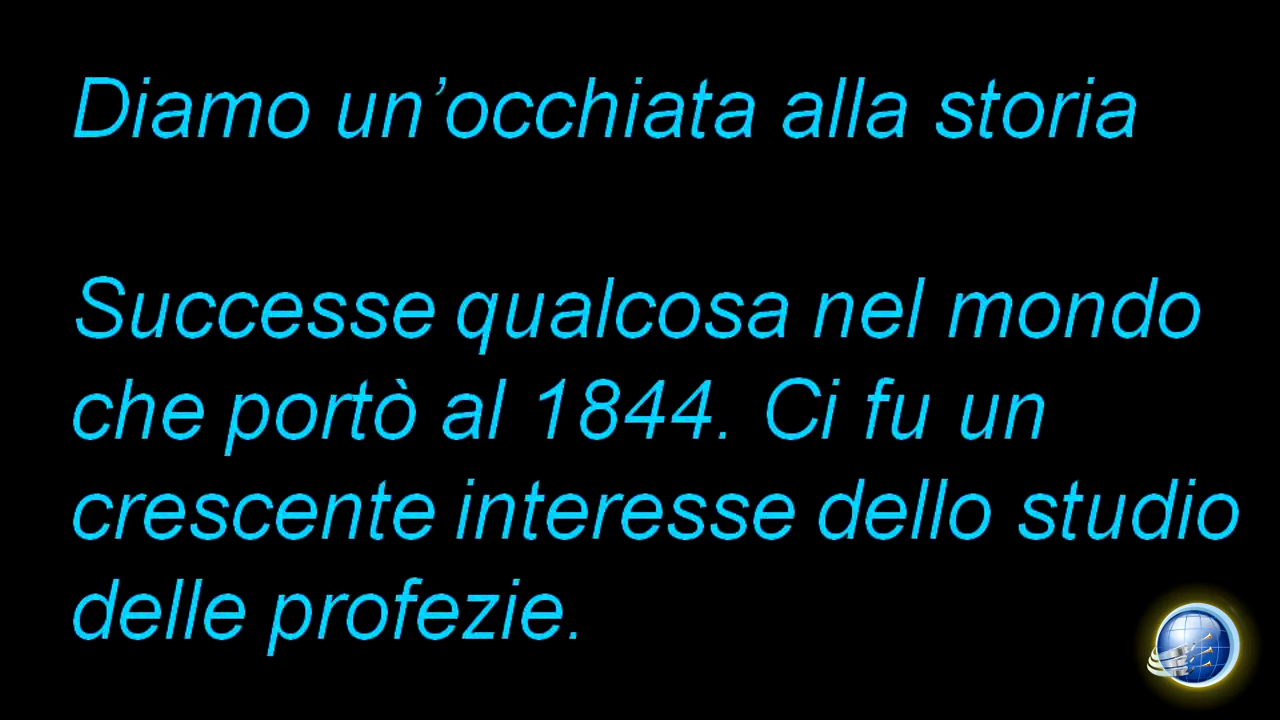 Diamo un’occhiata alla storia
Successe qualcosa nel mondo
che portò al 1844. Ci fu un
crescente interesse dello studio
delle profezie.